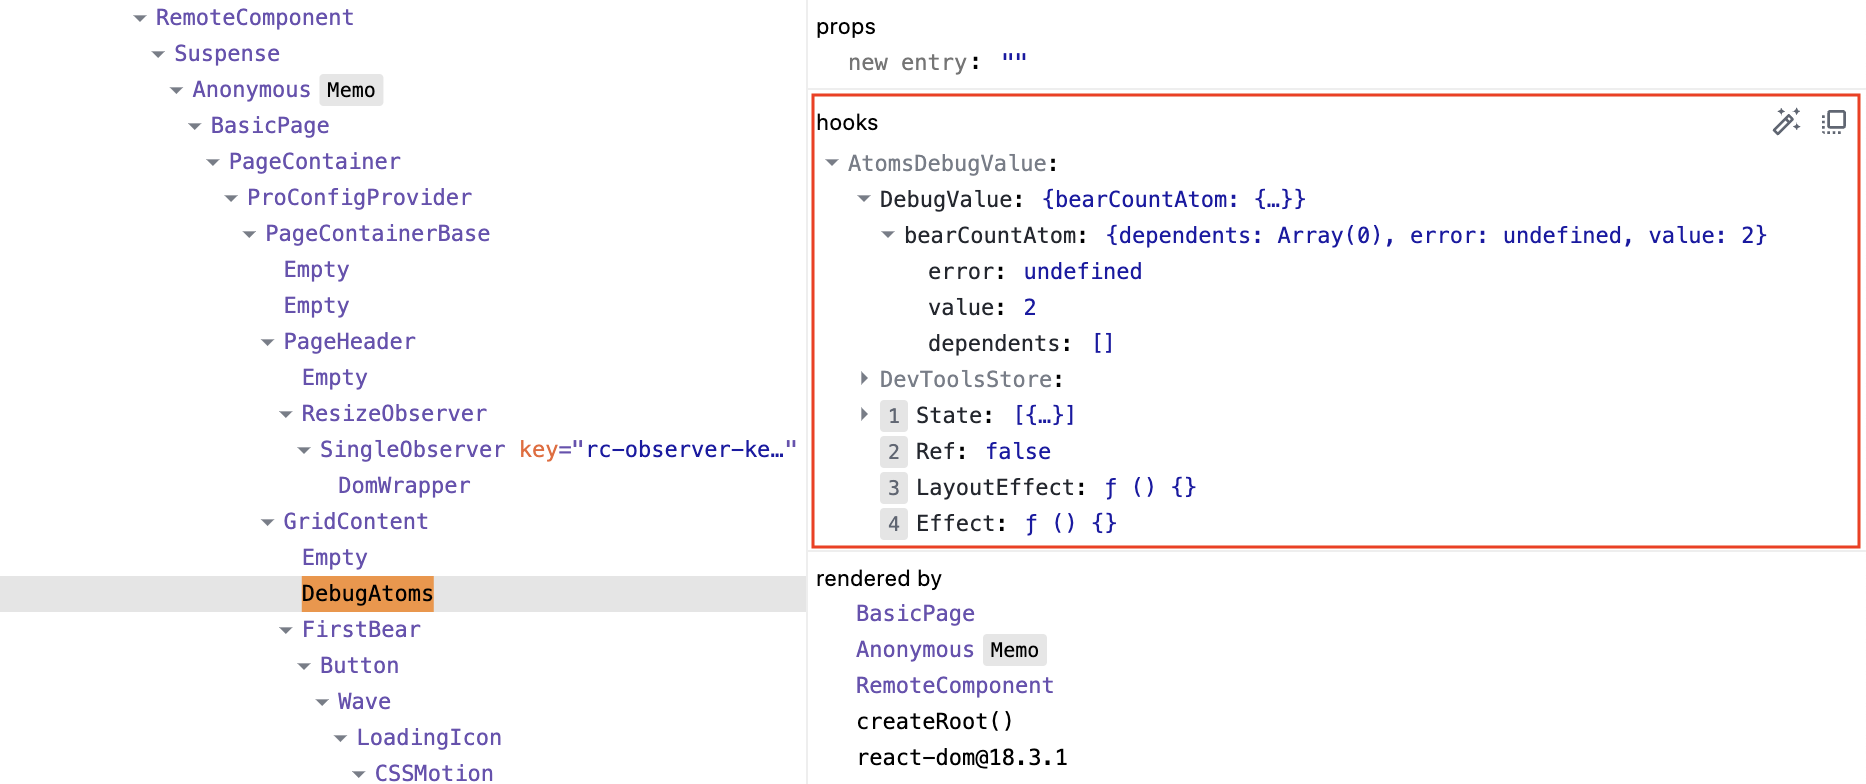 RemoteComponent
Suspense
Anonymous Memo
BasicPage
PageContainer
ProConfigProvider
PageContainerBase
Empty
Empty
PageHeader
Empty
ResizeObserver
SingleObserver key="rc-observer-ke…"
DomWrapper
GridContent
Empty
DebugAtoms
FirstBear
Button
Wave
LoadingIcon
CSSMotion
props
new entry: ""
hooks
AtomsDebugValue:
DebugValue: {bearCountAtom: {…}}
bearCountAtom: {dependents: Array(0), error: undefined, value: 2}
error: undefined
value: 2
dependents: []
DevToolsStore:
1 State: [{…}]
2 Ref: false
3 LayoutEffect: ƒ () {}
4 Effect: ƒ () {}
rendered by
BasicPage
Anonymous Memo
RemoteComponent
createRoot()
react-dom@18.3.1